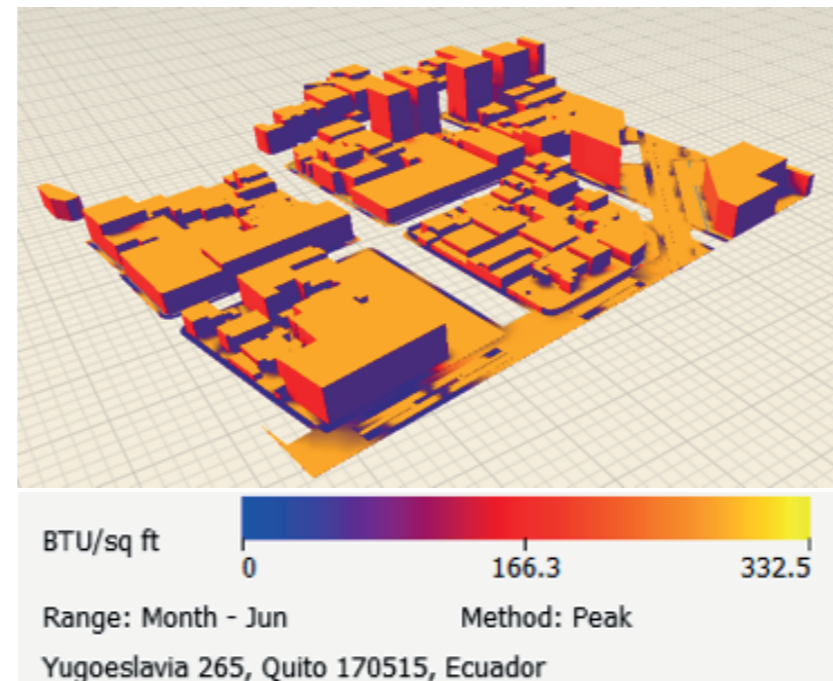 BTU/sq ft
0 166.3 332.5
Range: Month - Jun Method: Peak
Yugoeslavia 265, Quito 170515, Ecuador